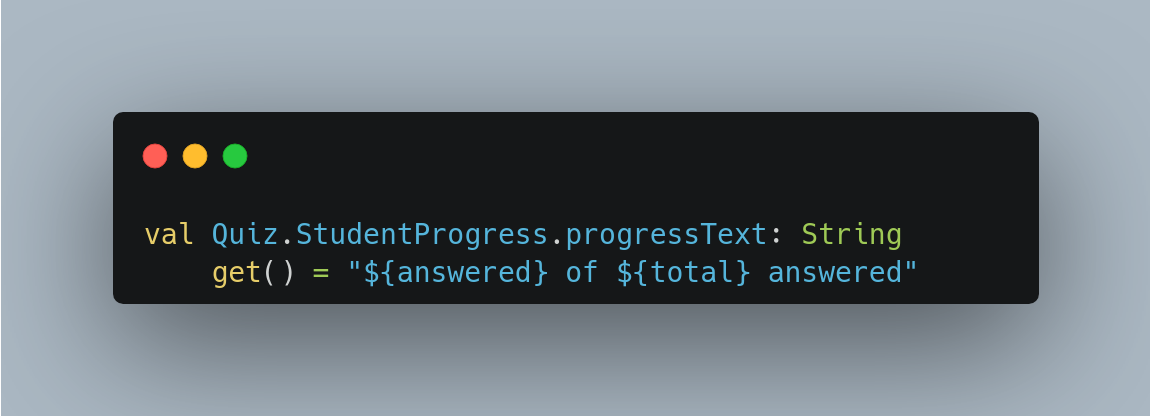 val Quiz.StudentProgress.progressText: String
    get() = "${answered} of ${total} answered"